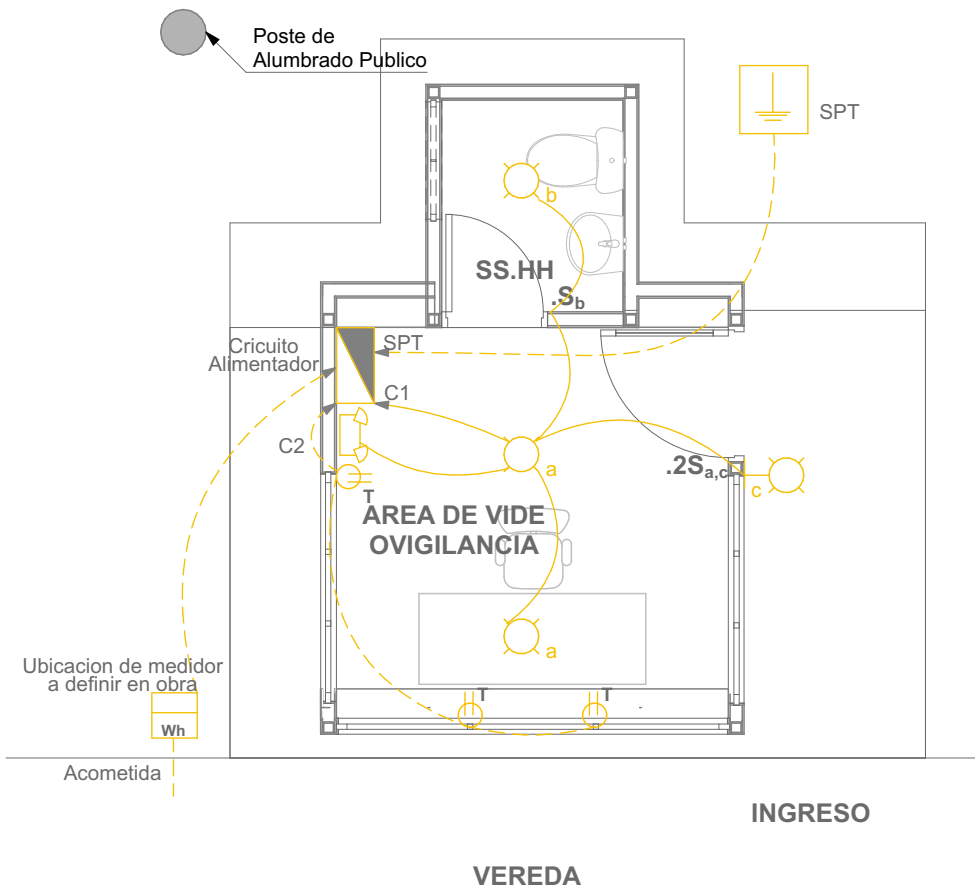 Poste de
Alumbrado Publico
SPT
b
SS.HH
.Sb
Cricuito
Alimentador
SPT
C1
C2
a
.2Sa,c
c
T
AREA DE VIDE
OVIGILANCIA
a
Ubicacion de medidor
a definir en obra
T
T
Wh
Acometida
INGRESO
VEREDA